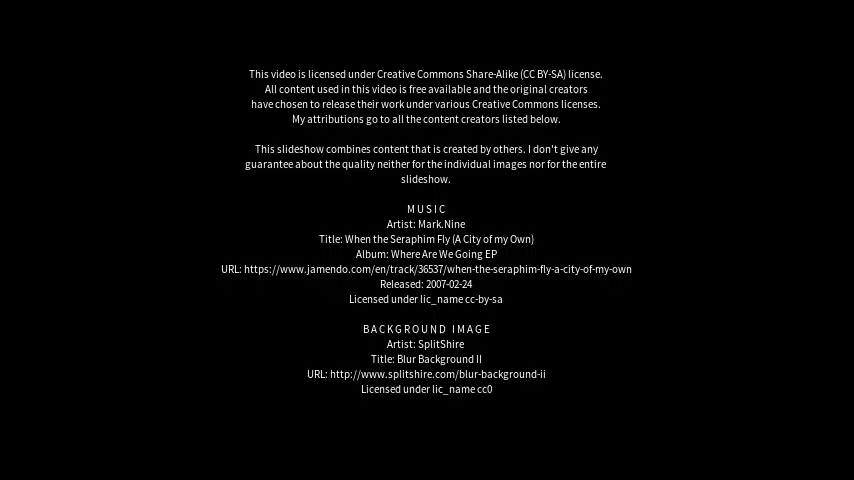 This video is licensed under Creative Commons Share-Alike (CC BY-SA) license.
All content used in this video is free available and the original creators
have chosen to release their work under various Creative Commons licenses.
My attributions go to all the content creators listed below.
This slideshow combines content that is created by others. I don't give any
guarantee about the quality neither for the individual images nor for the entire
slideshow.
MUSIC
Artist: Mark.Nine
Title: When the Seraphim Fly (A City of my Own)
Album: Where Are We Going EP
URL: https://www.jamendo.com/en/track/36537/when-the-seraphim-fly-a-city-of-my-own
Released: 2007-02-24
Licensed under lic_name cc-by-sa
BACKGROUND IMAGE
Artist: SplitShire
Title: Blur Background II
URL: http://www.splitshire.com/blur-background-ii
Licensed under lic_name cc0